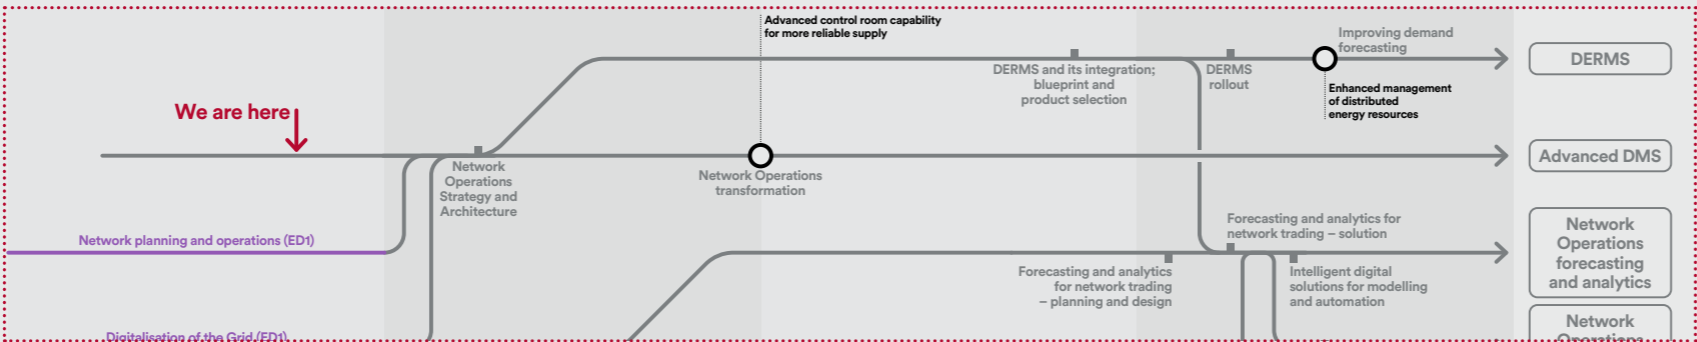 Advanced control room capability
for more reliable supply
Improving demand
forecasting
DERMS
DERMS and its integration;
blueprint and
product selection
DERMS
rollout
Enhanced management
of distributed
energy resources
We are here
Advanced DMS
Network
Operations
Strategy and
Architecture
Network Operations
transformation
Network planning and operations (ED1)
Forecasting and analytics for
network trading – solution
Network
Operations
forecasting
and analytics
Forecasting and analytics
for network trading
– planning and design
Intelligent digital
solutions for modelling
and automation
Digitalisation of the Grid (ED1)
Network
Operations